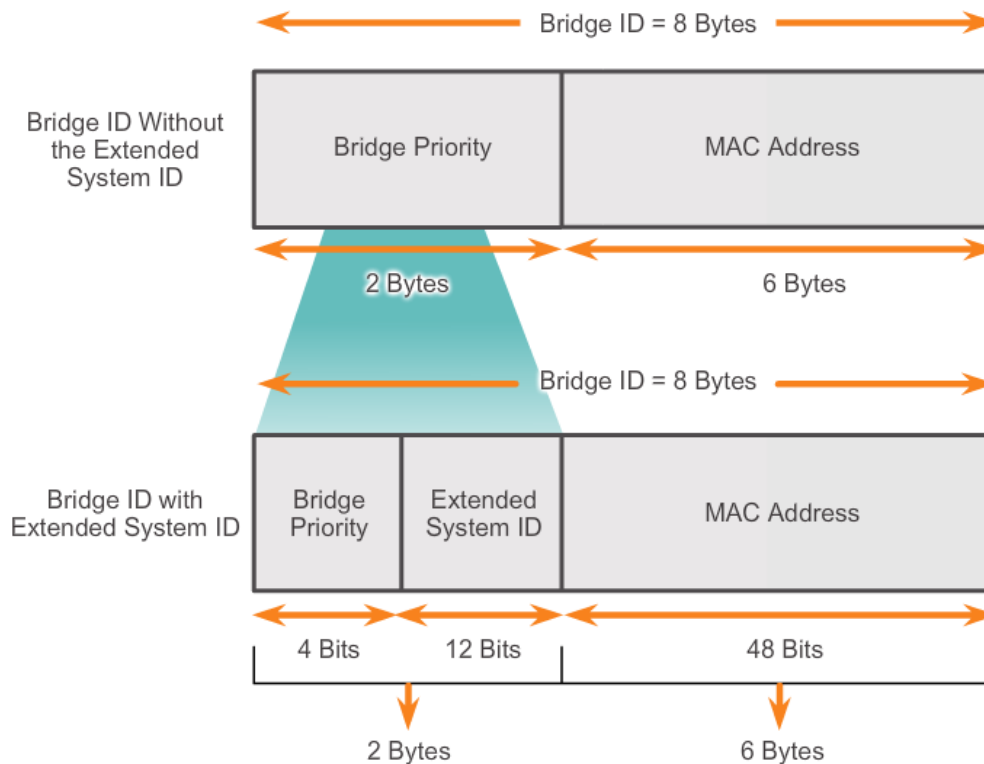 Bridge ID = 8 Bytes
Bridge ID Without
the Extended
System ID
Bridge Priority
MAC Address
2 Bytes
6 Bytes
Bridge ID = 8 Bytes
Bridge ID with
Extended System ID
Bridge
Priority
Extended
System ID
MAC Address
4 Bits
12 Bits
48 Bits
2 Bytes
6 Bytes